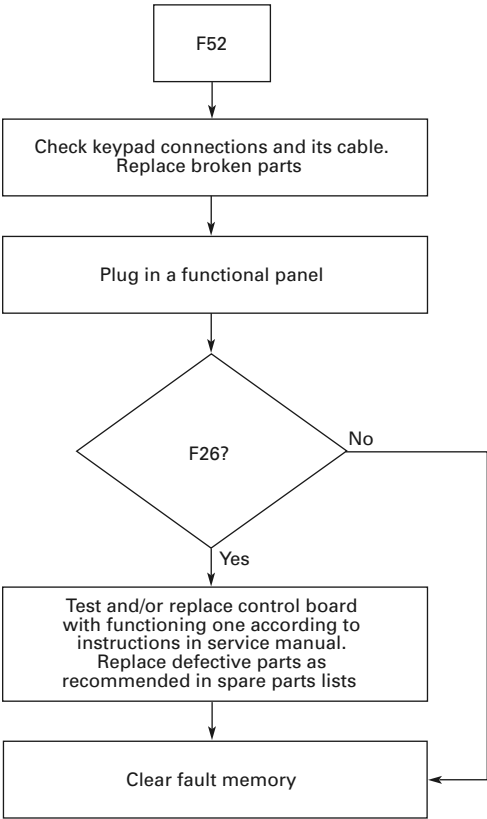 F52
Check keypad connections and its cable.
Replace broken parts
Plug in a functional panel
F26?
No
Yes
Test and/or replace control board
with functioning one according to
instructions in service manual.
Replace defective parts as
recommended in spare parts lists
Clear fault memory